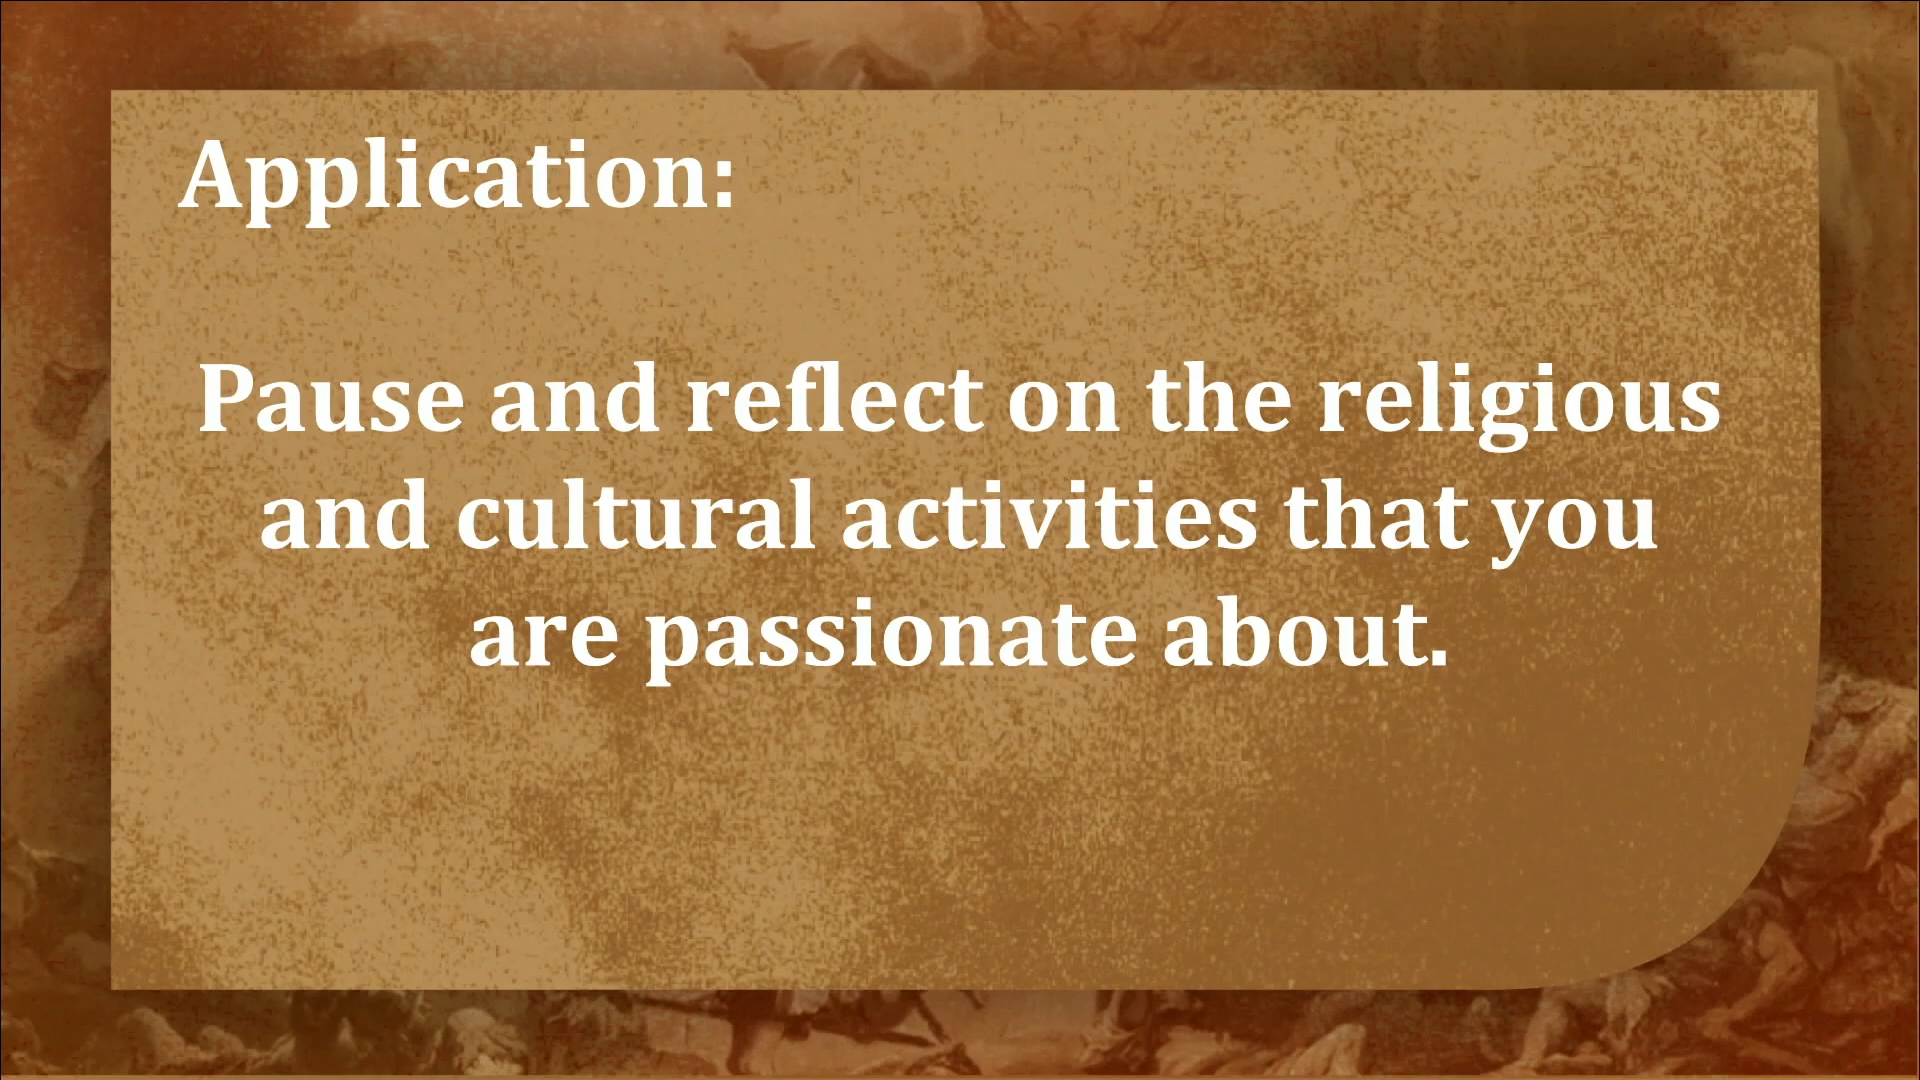 Application:
Pause and reflect on the religious
and cultural activities that you
are passionate about.